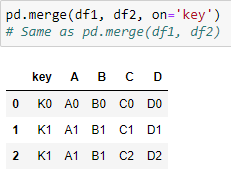 pd.merge(df1, df2, on='key')
# Same as pd.merge(df1, df2)
key A B C D
0 K0 A0 B0 C0 D0
1 K1 A1 B1 C1 D1
2 K1 A1 B1 C2 D2